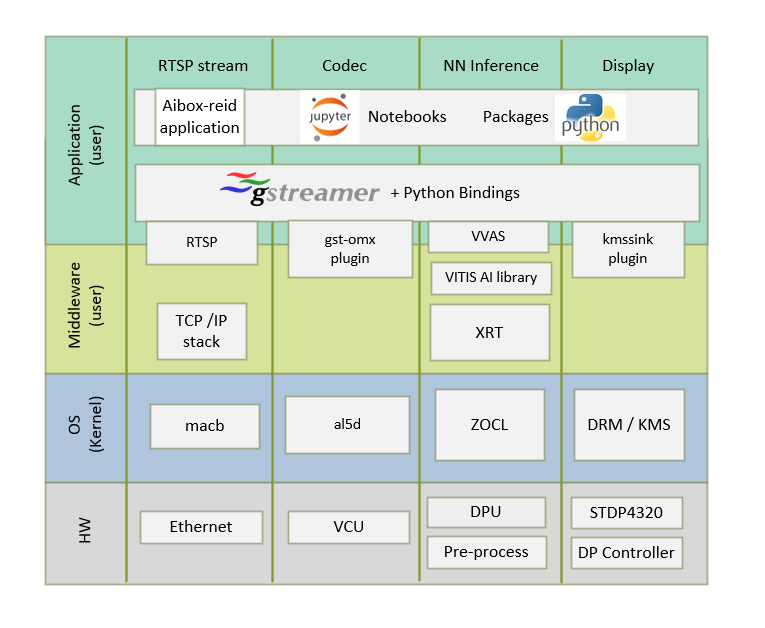 RTSP stream
Codec
NN Inference
Display
Application
(user)
Aibox-reid
application
jupyter
Notebooks
Packages
python
gstreamer
+ Python Bindings
RTSP
gst-omx
plugin
VVAS
kmssink
plugin
Middleware
(user)
VITIS AI library
TCP /IP
stack
XRT
OS
(Kernel)
macb
al5d
ZOCL
DRM / KMS
HW
Ethernet
VCU
DPU
Pre-process
STDP4320
DP Controller